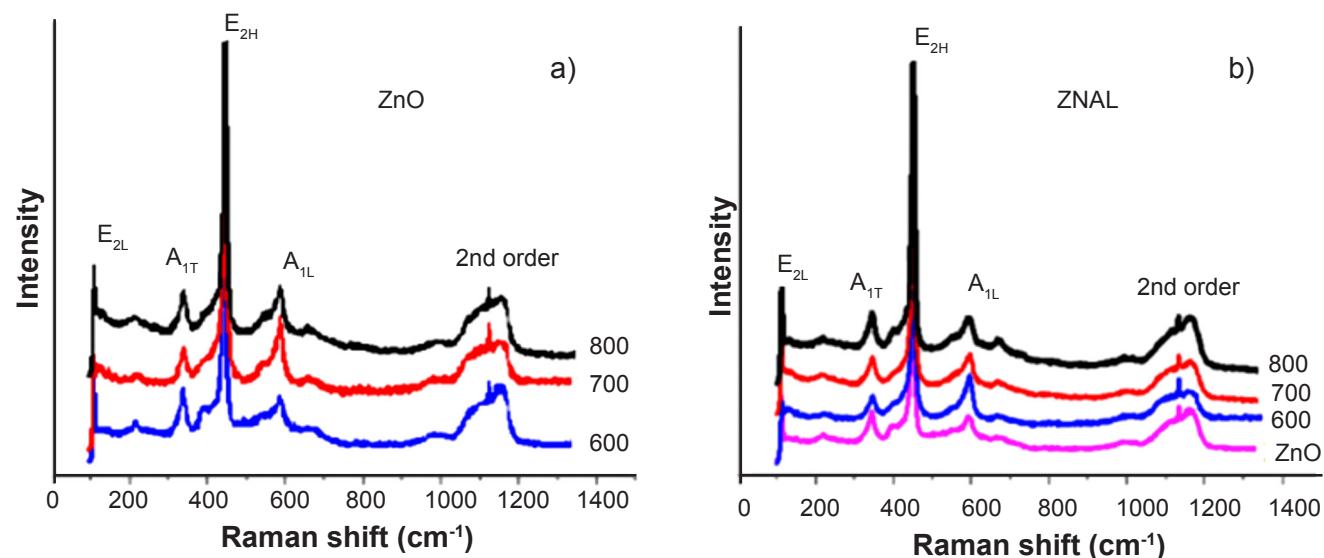 E2H
a)
ZnO
E2L
A1T
A1L
2nd order
800
700
600
Intensity
0 200 400 600 800 1000 1200 1400
Raman shift (cm-1)
E2H
b)
ZNAL
E2L
A1T
A1L
2nd order
800
700
600
ZnO
Intensity
0 200 400 600 800 1000 1200 1400
Raman shift (cm-1)